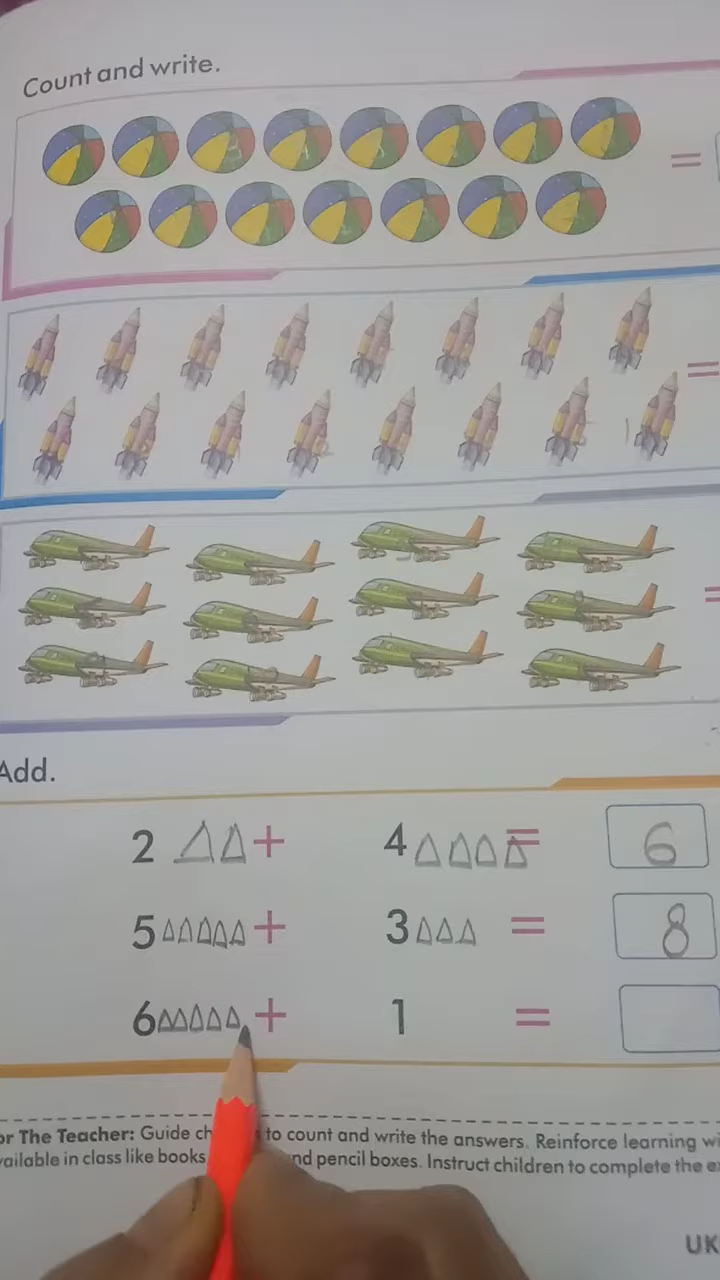 Count and write.
=
=
=
Add.
2 + 4 = 6
5 + 3 = 8
6 + 1 =
or The Teacher: Guide ch to count and write the answers. Reinforce learning wi
vailable in class like books nd pencil boxes. Instruct children to complete the e
UK